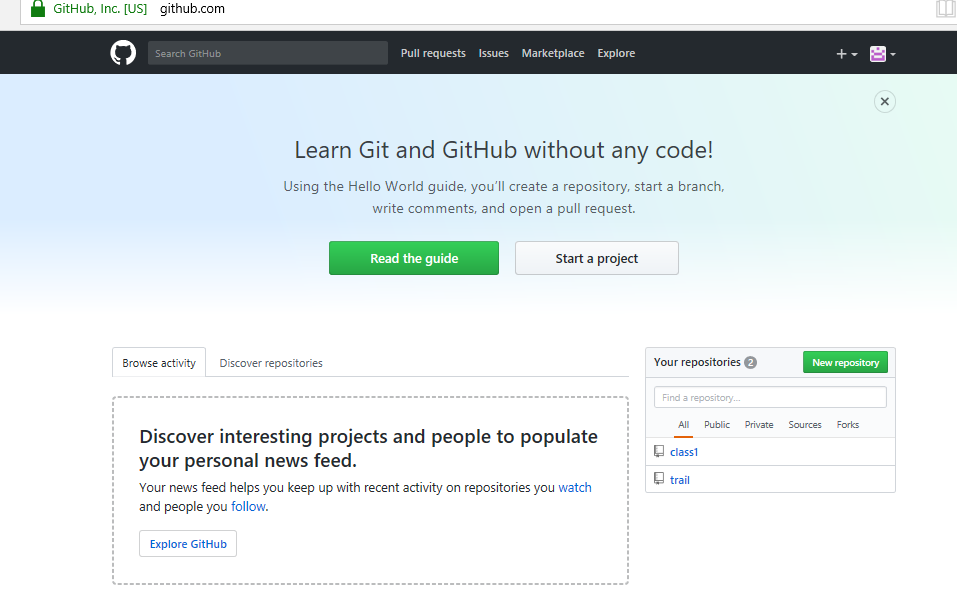 GitHub, Inc. [US] github.com
Search GitHub Pull requests Issues Marketplace Explore
Learn Git and GitHub without any code!
Using the Hello World guide, you'll create a repository, start a branch,
write comments, and open a pull request.
Read the guide Start a project
Browse activity Discover repositories
Discover interesting projects and people to populate
your personal news feed.
Your news feed helps you keep up with recent activity on repositories you watch
and people you follow.
Explore GitHub
Your repositories 2 New repository
Find a repository...
All Public Private Sources Forks
class1
trail